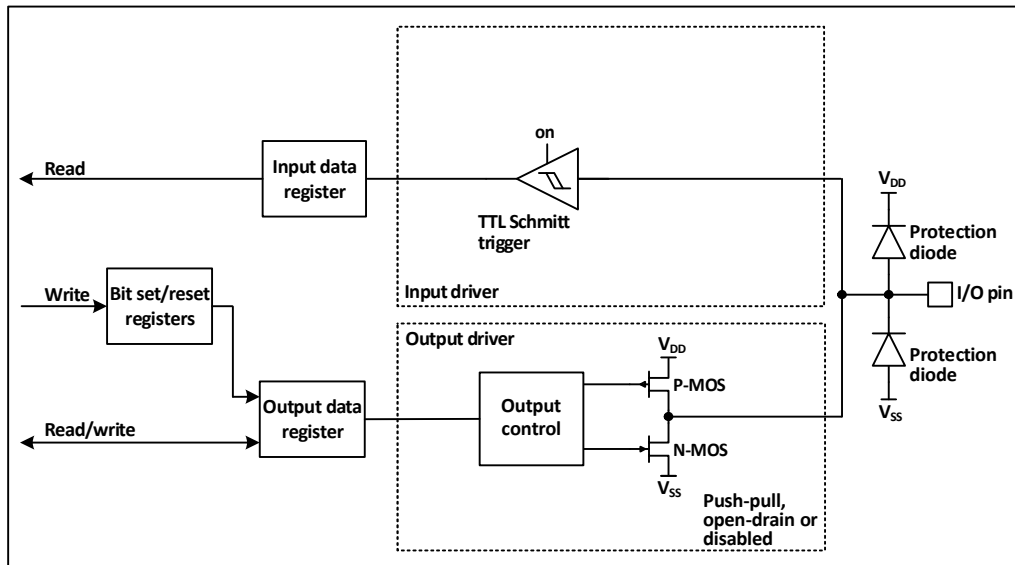 on
Read
Input data
register
TTL Schmitt
trigger
V_DD
Protection
diode
Write
Bit set/reset
registers
Input driver
I/O pin
Output driver
V_DD
P-MOS
Protection
diode
Output data
register
Output
control
Read/write
N-MOS
V_SS
V_SS
Push-pull,
open-drain or
disabled